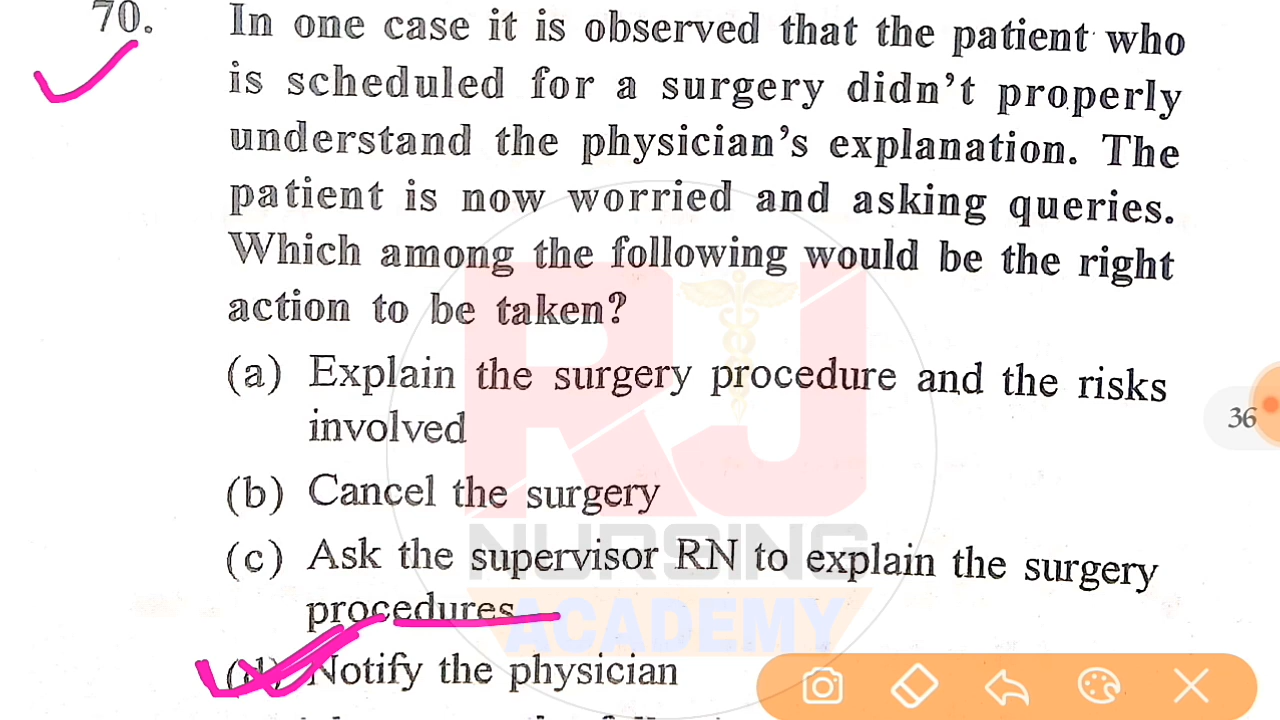 70. In one case it is observed that the patient who
is scheduled for a surgery didn't properly
understand the physician's explanation. The
patient is now worried and asking queries.
Which among the following would be the right
action to be taken?
(a) Explain the surgery procedure and the risks
involved
(b) Cancel the surgery
(c) Ask the supervisor RN to explain the surgery
procedures
(d) Notify the physician
36
RJ
NURSING
ACADEMY